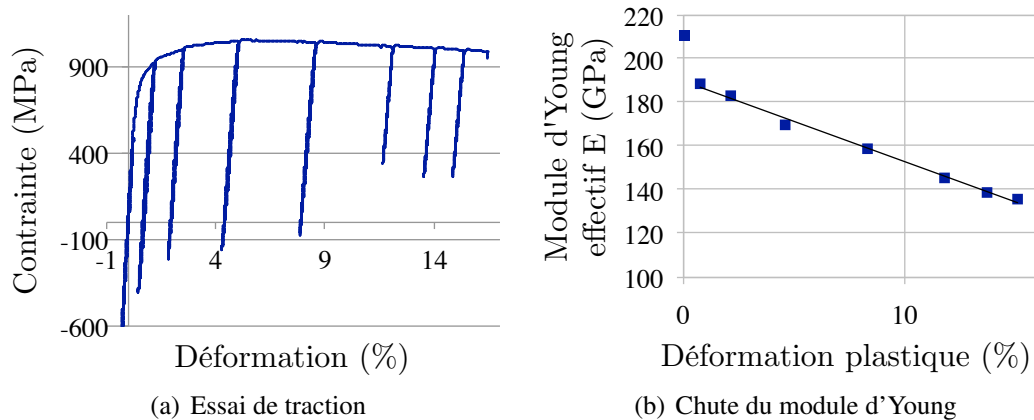 Contrainte (MPa)
900
400
-100
-600
-1
4
9
14
Déformation (%)
(a) Essai de traction
Module d'Young
effectif E (GPa)
220
200
180
160
140
120
100
0
10
Déformation plastique (%)
(b) Chute du module d'Young